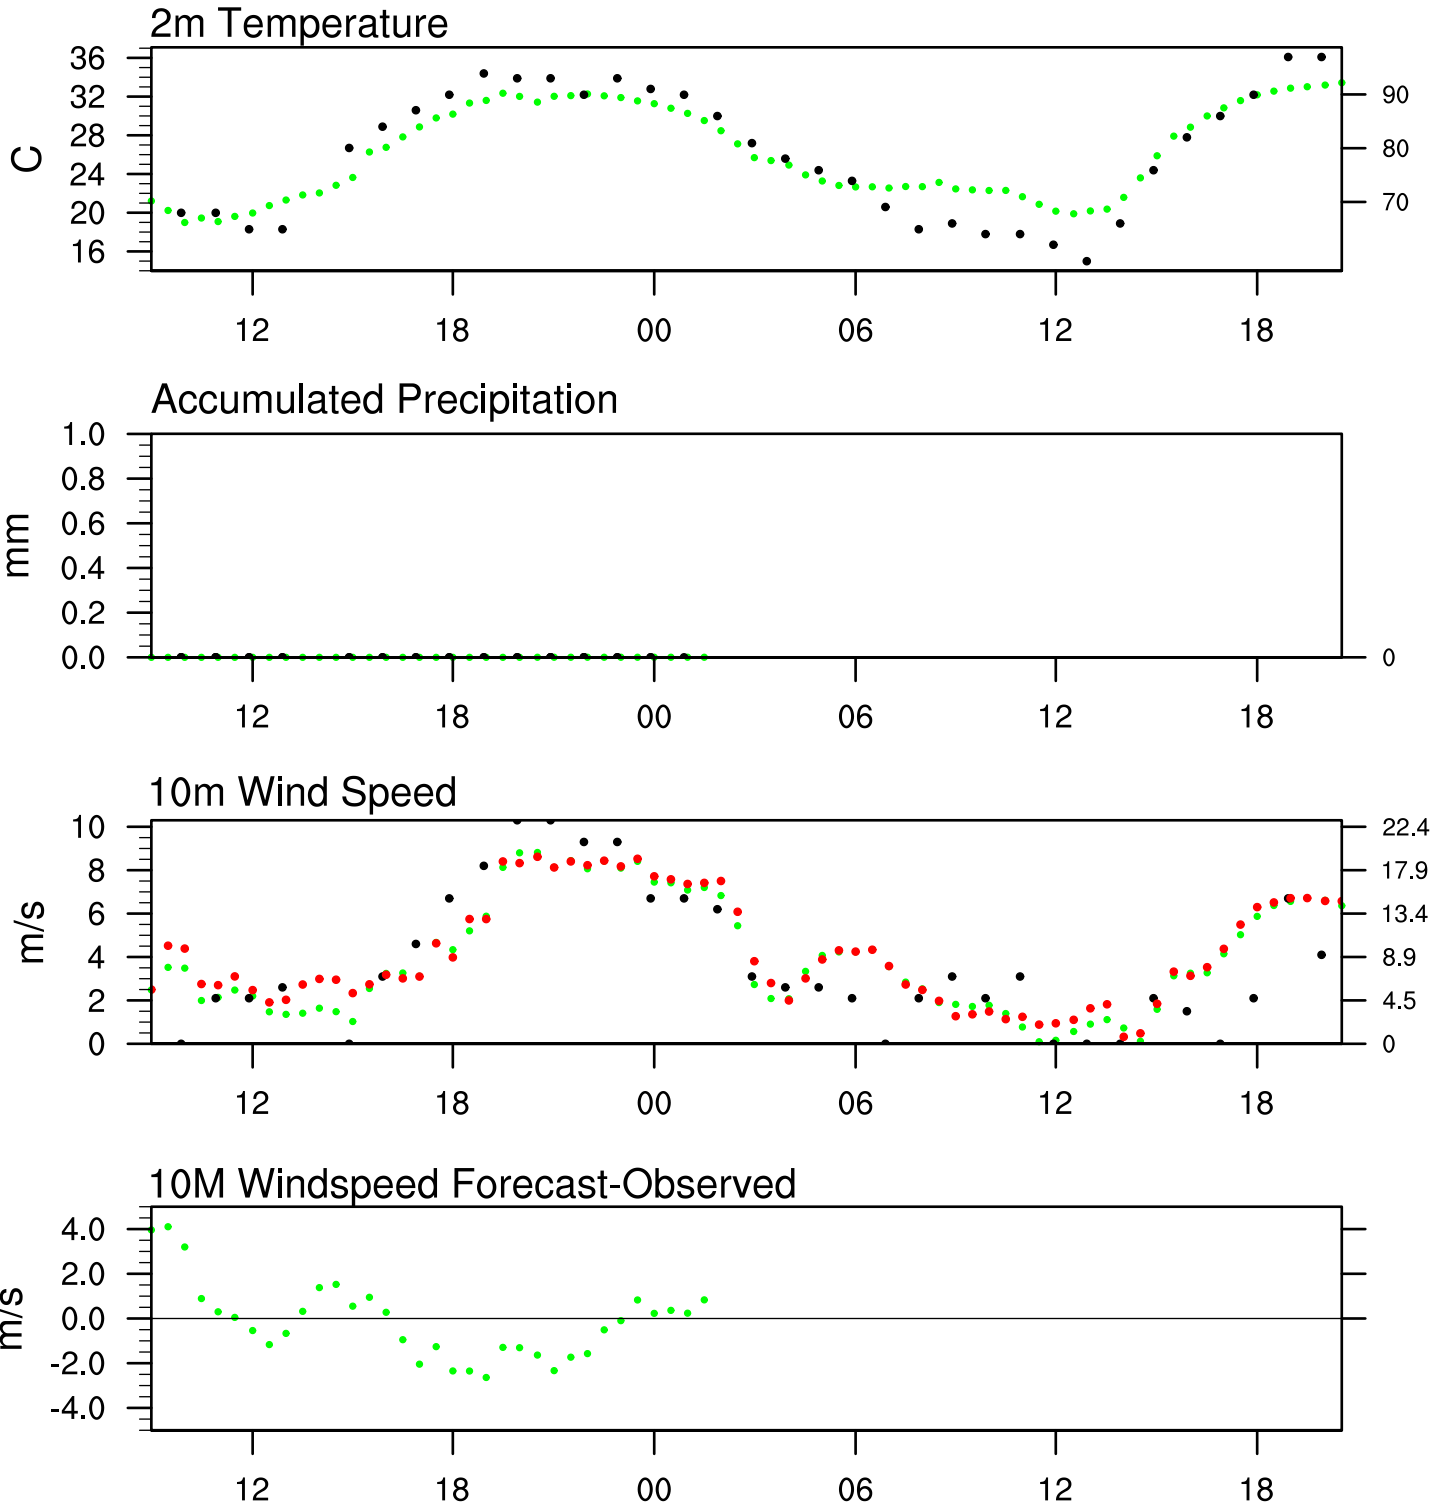 2m Temperature
36
32
28
24
20
16
C
90
80
70
12 18 00 06 12 18
Accumulated Precipitation
1.0
0.8
0.6
0.4
0.2
0.0
mm
0
12 18 00 06 12 18
10m Wind Speed
10
8
6
4
2
0
m/s
22.4
17.9
13.4
8.9
4.5
0
12 18 00 06 12 18
10M Windspeed Forecast-Observed
4.0
2.0
0.0
-2.0
-4.0
m/s
12 18 00 06 12 18